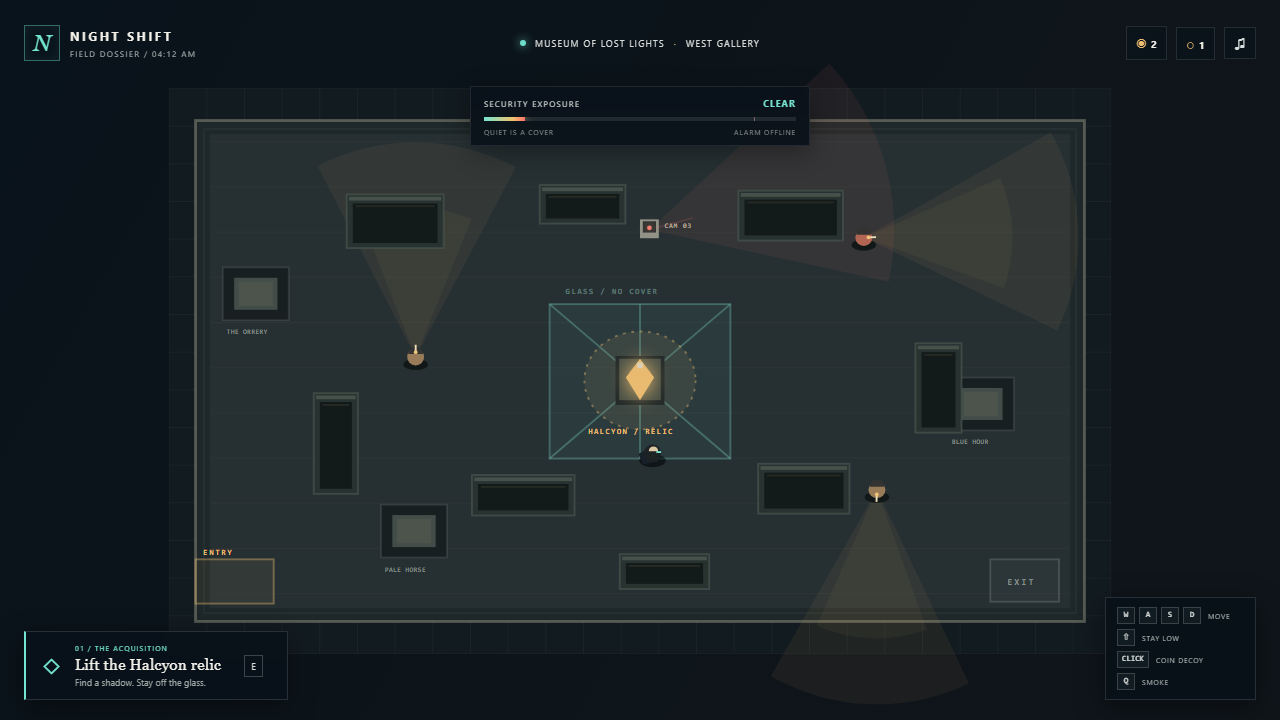 N
NIGHT SHIFT
FIELD DOSSIER / 04:12 AM
MUSEUM OF LOST LIGHTS · WEST GALLERY
2
1
SECURITY EXPOSURE
CLEAR
QUIET IS A COVER
ALARM OFFLINE
CAM 03
GLASS / NO COVER
THE ORRERY
HALCYON / RELIC
BLUE HOUR
ENTRY
PALE HORSE
EXIT
01 / THE ACQUISITION
Lift the Halcyon relic
E
Find a shadow. Stay off the glass.
W A S D MOVE
⇧ STAY LOW
CLICK COIN DECOY
Q SMOKE